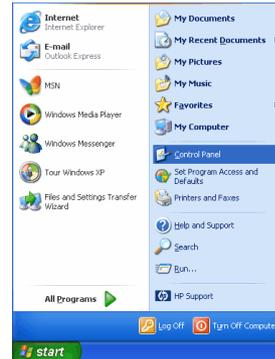 Internet
Internet Explorer
E-mail
Outlook Express
MSN
Windows Media Player
Windows Messenger
Tour Windows XP
Files and Settings Transfer
Wizard
All Programs
My Documents
My Recent Documents
My Pictures
My Music
Favorites
My Computer
Control Panel
Set Program Access and
Defaults
Printers and Faxes
Help and Support
Search
Run...
HP Support
Log Off
Turn Off Compute
start